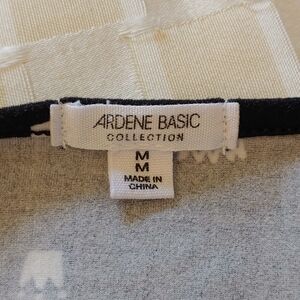 ARDENE BASIC
COLLECTION
M
M
MADE IN
CHINA